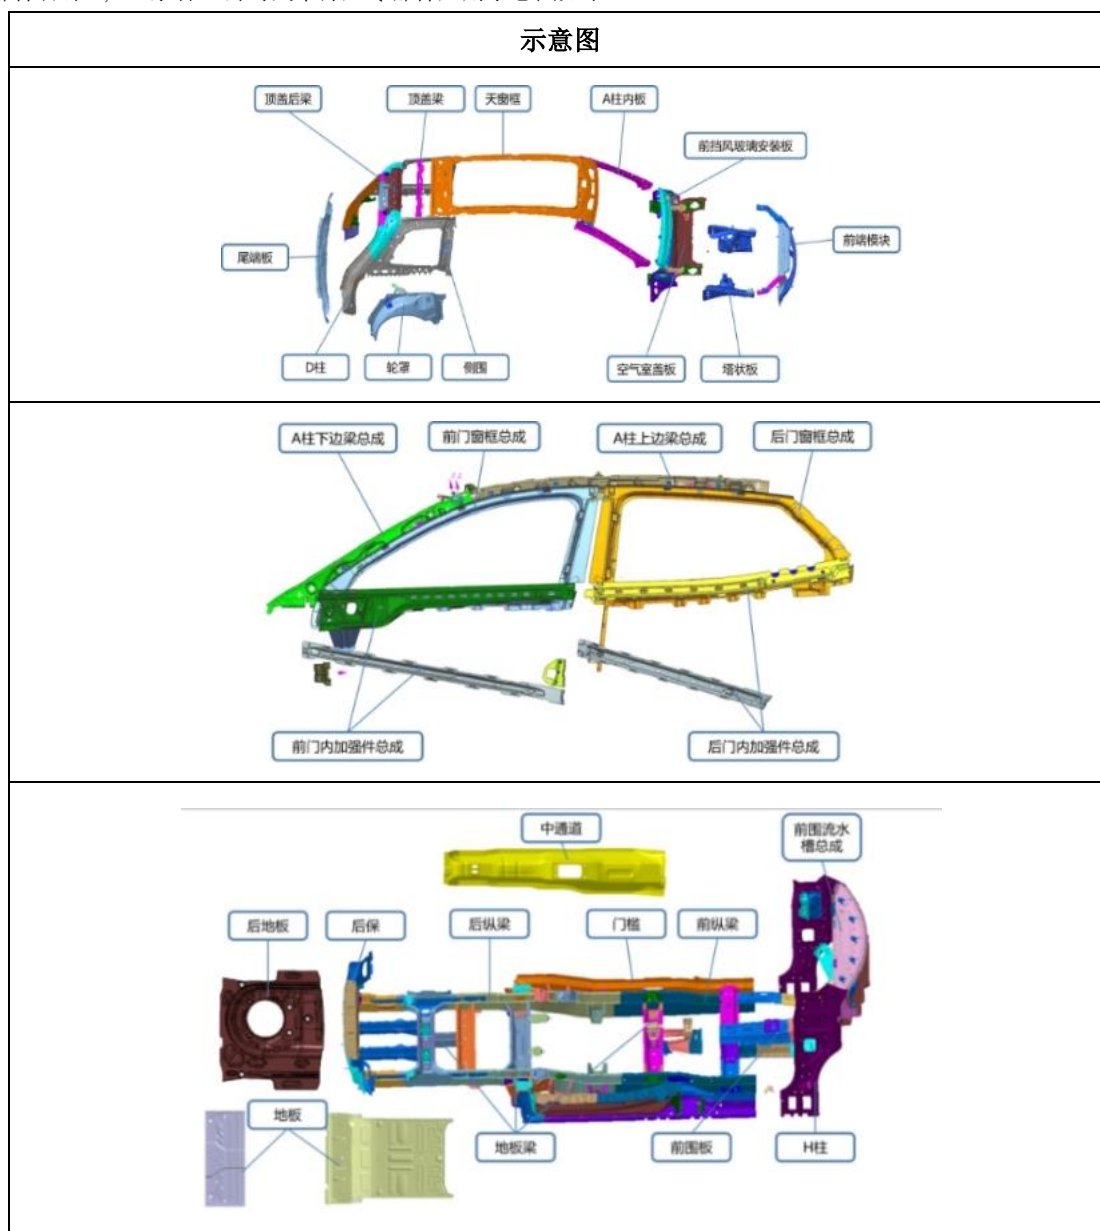 示意图
顶盖后梁
顶盖梁
天窗框
A柱内板
前挡风玻璃安装板
尾端板
前端模块
D柱
轮罩
侧围
空气室盖板
塔状板
A柱下边梁总成
前门窗框总成
A柱上边梁总成
后门窗框总成
前门内加强件总成
后门内加强件总成
中通道
前围流水
槽总成
后地板
后保
后纵梁
门槛
前纵梁
地板
地板梁
前围板
H柱